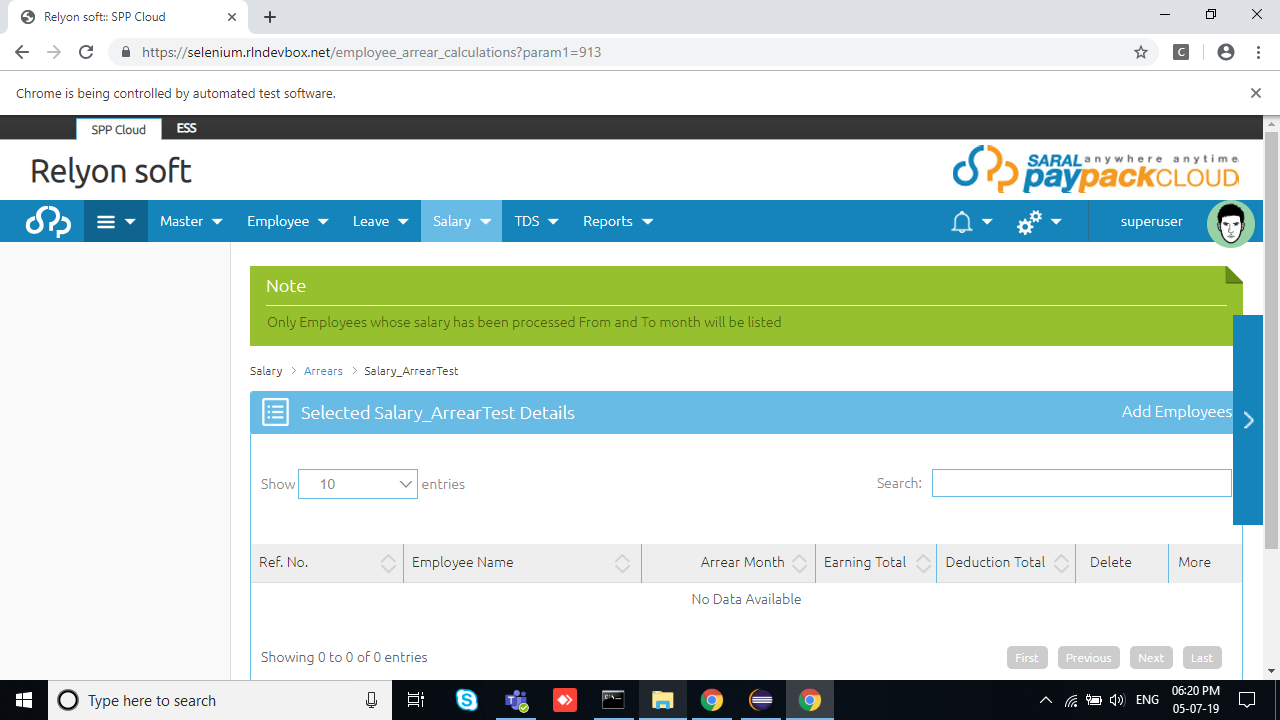 Relyon soft:: SPP Cloud
https://selenium.rlndevbox.net/employee_arrear_calculations?param1=913
C
Chrome is being controlled by automated test software.
SPP Cloud ESS
Relyon soft
SARAL anywhere anytime
paypackCLOUD
Master Employee Leave Salary TDS Reports superuser
Note
Only Employees whose salary has been processed From and To month will be listed
Salary > Arrears > Salary_ArrearTest
Selected Salary_ArrearTest Details Add Employees
Show 10 entries Search:
Ref. No. Employee Name Arrear Month Earning Total Deduction Total Delete More
No Data Available
Showing 0 to 0 of 0 entries First Previous Next Last
Type here to search ENG 06:20 PM
05-07-19